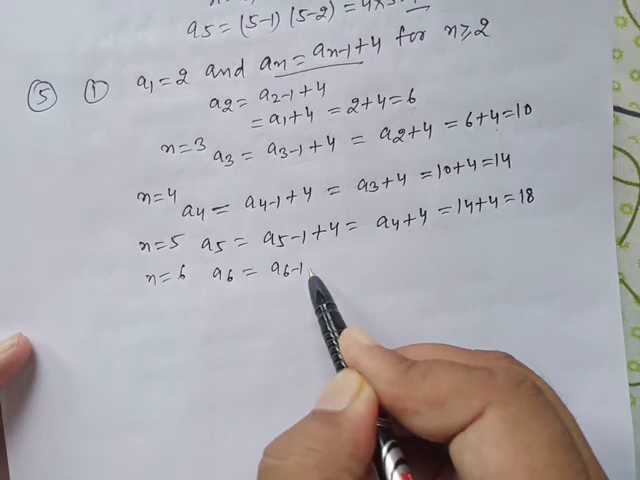 a5 = (5-1) (5-2) = 4x3
⑤ ① a1=2 and an = an-1+4 for n≥2
a2 = a2-1+4
= a1+4 = 2+4=6
n=3 a3 = a3-1+4 = a2+4 = 6+4=10
n=4 a4 = a4-1+4 = a3+4 = 10+4=14
n=5 a5 = a5-1+4 = a4+4 = 14+4=18
n=6 a6 = a6-1